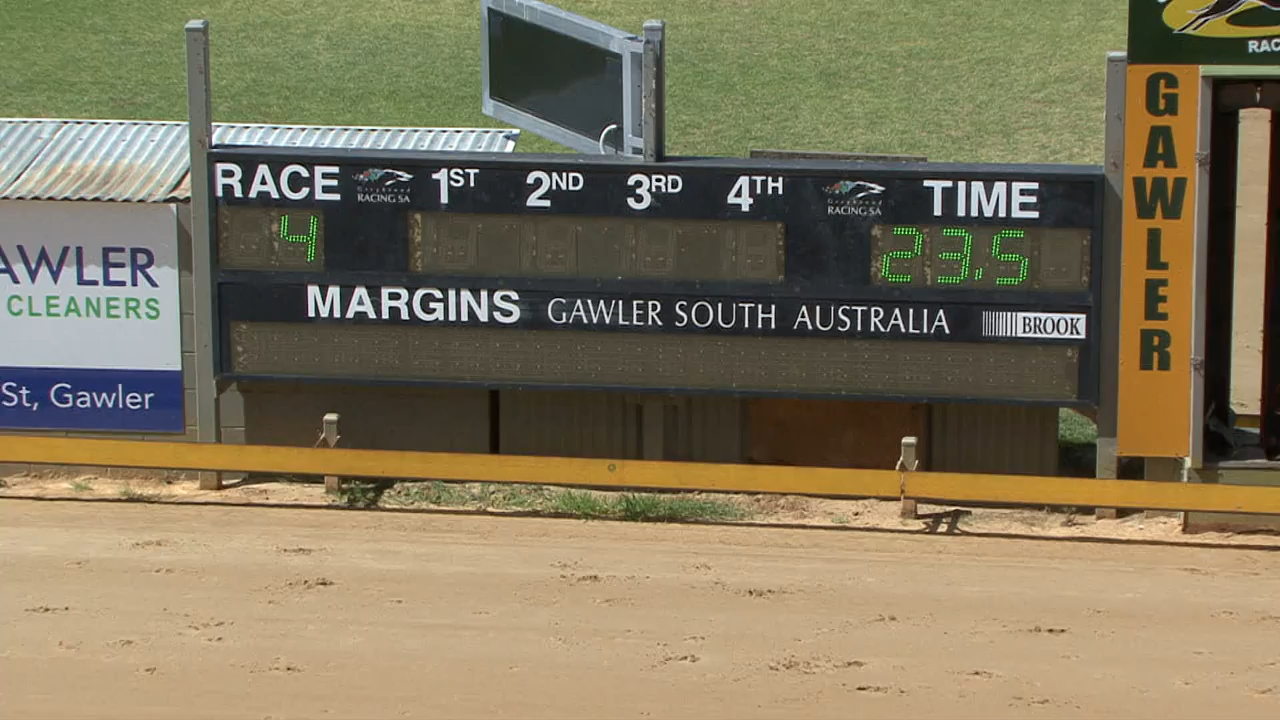 RAC
GAWLER
RACE
Greyhound
RACING SA
1ST 2ND 3RD 4TH
Greyhound
RACING SA
TIME
4
23.5
MARGINS GAWLER SOUTH AUSTRALIA BROOK
AWLER
CLEANERS
St, Gawler